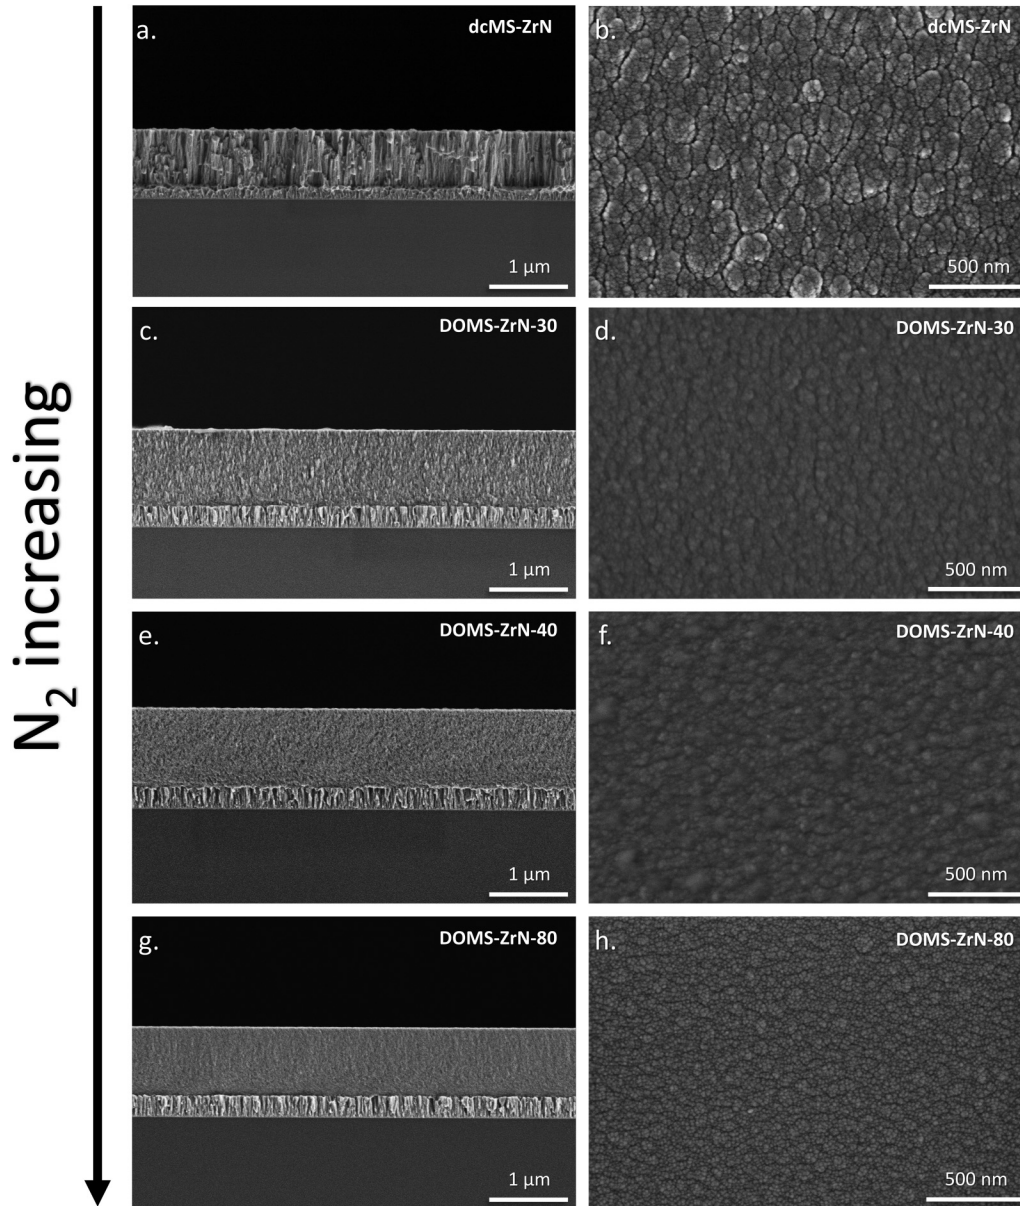 N₂ increasing
a.
dcMS-ZrN
1 μm
b.
dcMS-ZrN
500 nm
c.
DOMS-ZrN-30
1 μm
d.
DOMS-ZrN-30
500 nm
e.
DOMS-ZrN-40
1 μm
f.
DOMS-ZrN-40
500 nm
g.
DOMS-ZrN-80
1 μm
h.
DOMS-ZrN-80
500 nm